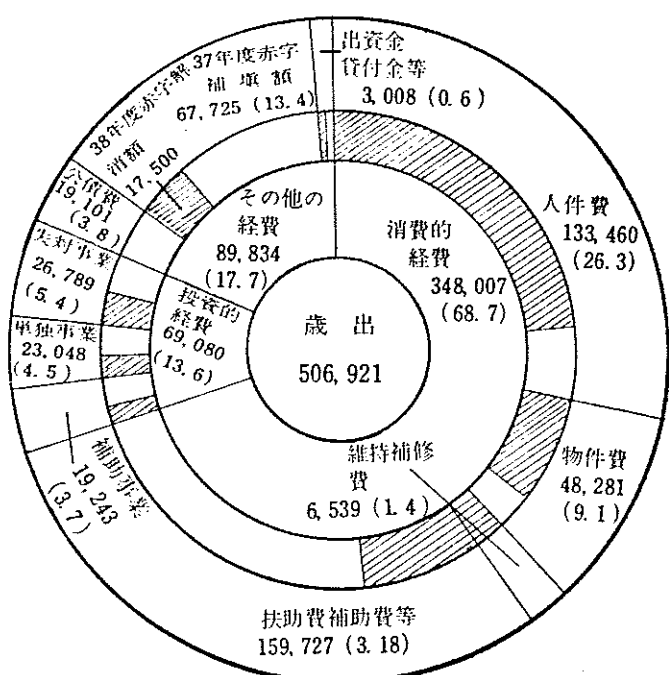 歳出
506,921
消費的
経費
348,007
(68.7)
その他の
経費
89,834
(17.7)
投資的
経費
69,080
(13.6)
出資金
貸付金等
3,008 (0.6)
人件費
133,460
(26.3)
物件費
48,281
(9.1)
維持補修
費
6,539 (1.4)
扶助費補助費等
159,727 (3.18)
補助事業
19,243
(3.7)
単独事業
23,048
(4.5)
失対事業
26,789
(5.4)
公債費
19,101
(3.8)
38年度赤字解
消額
17,500
37年度赤字
補塡額
67,725 (13.4)